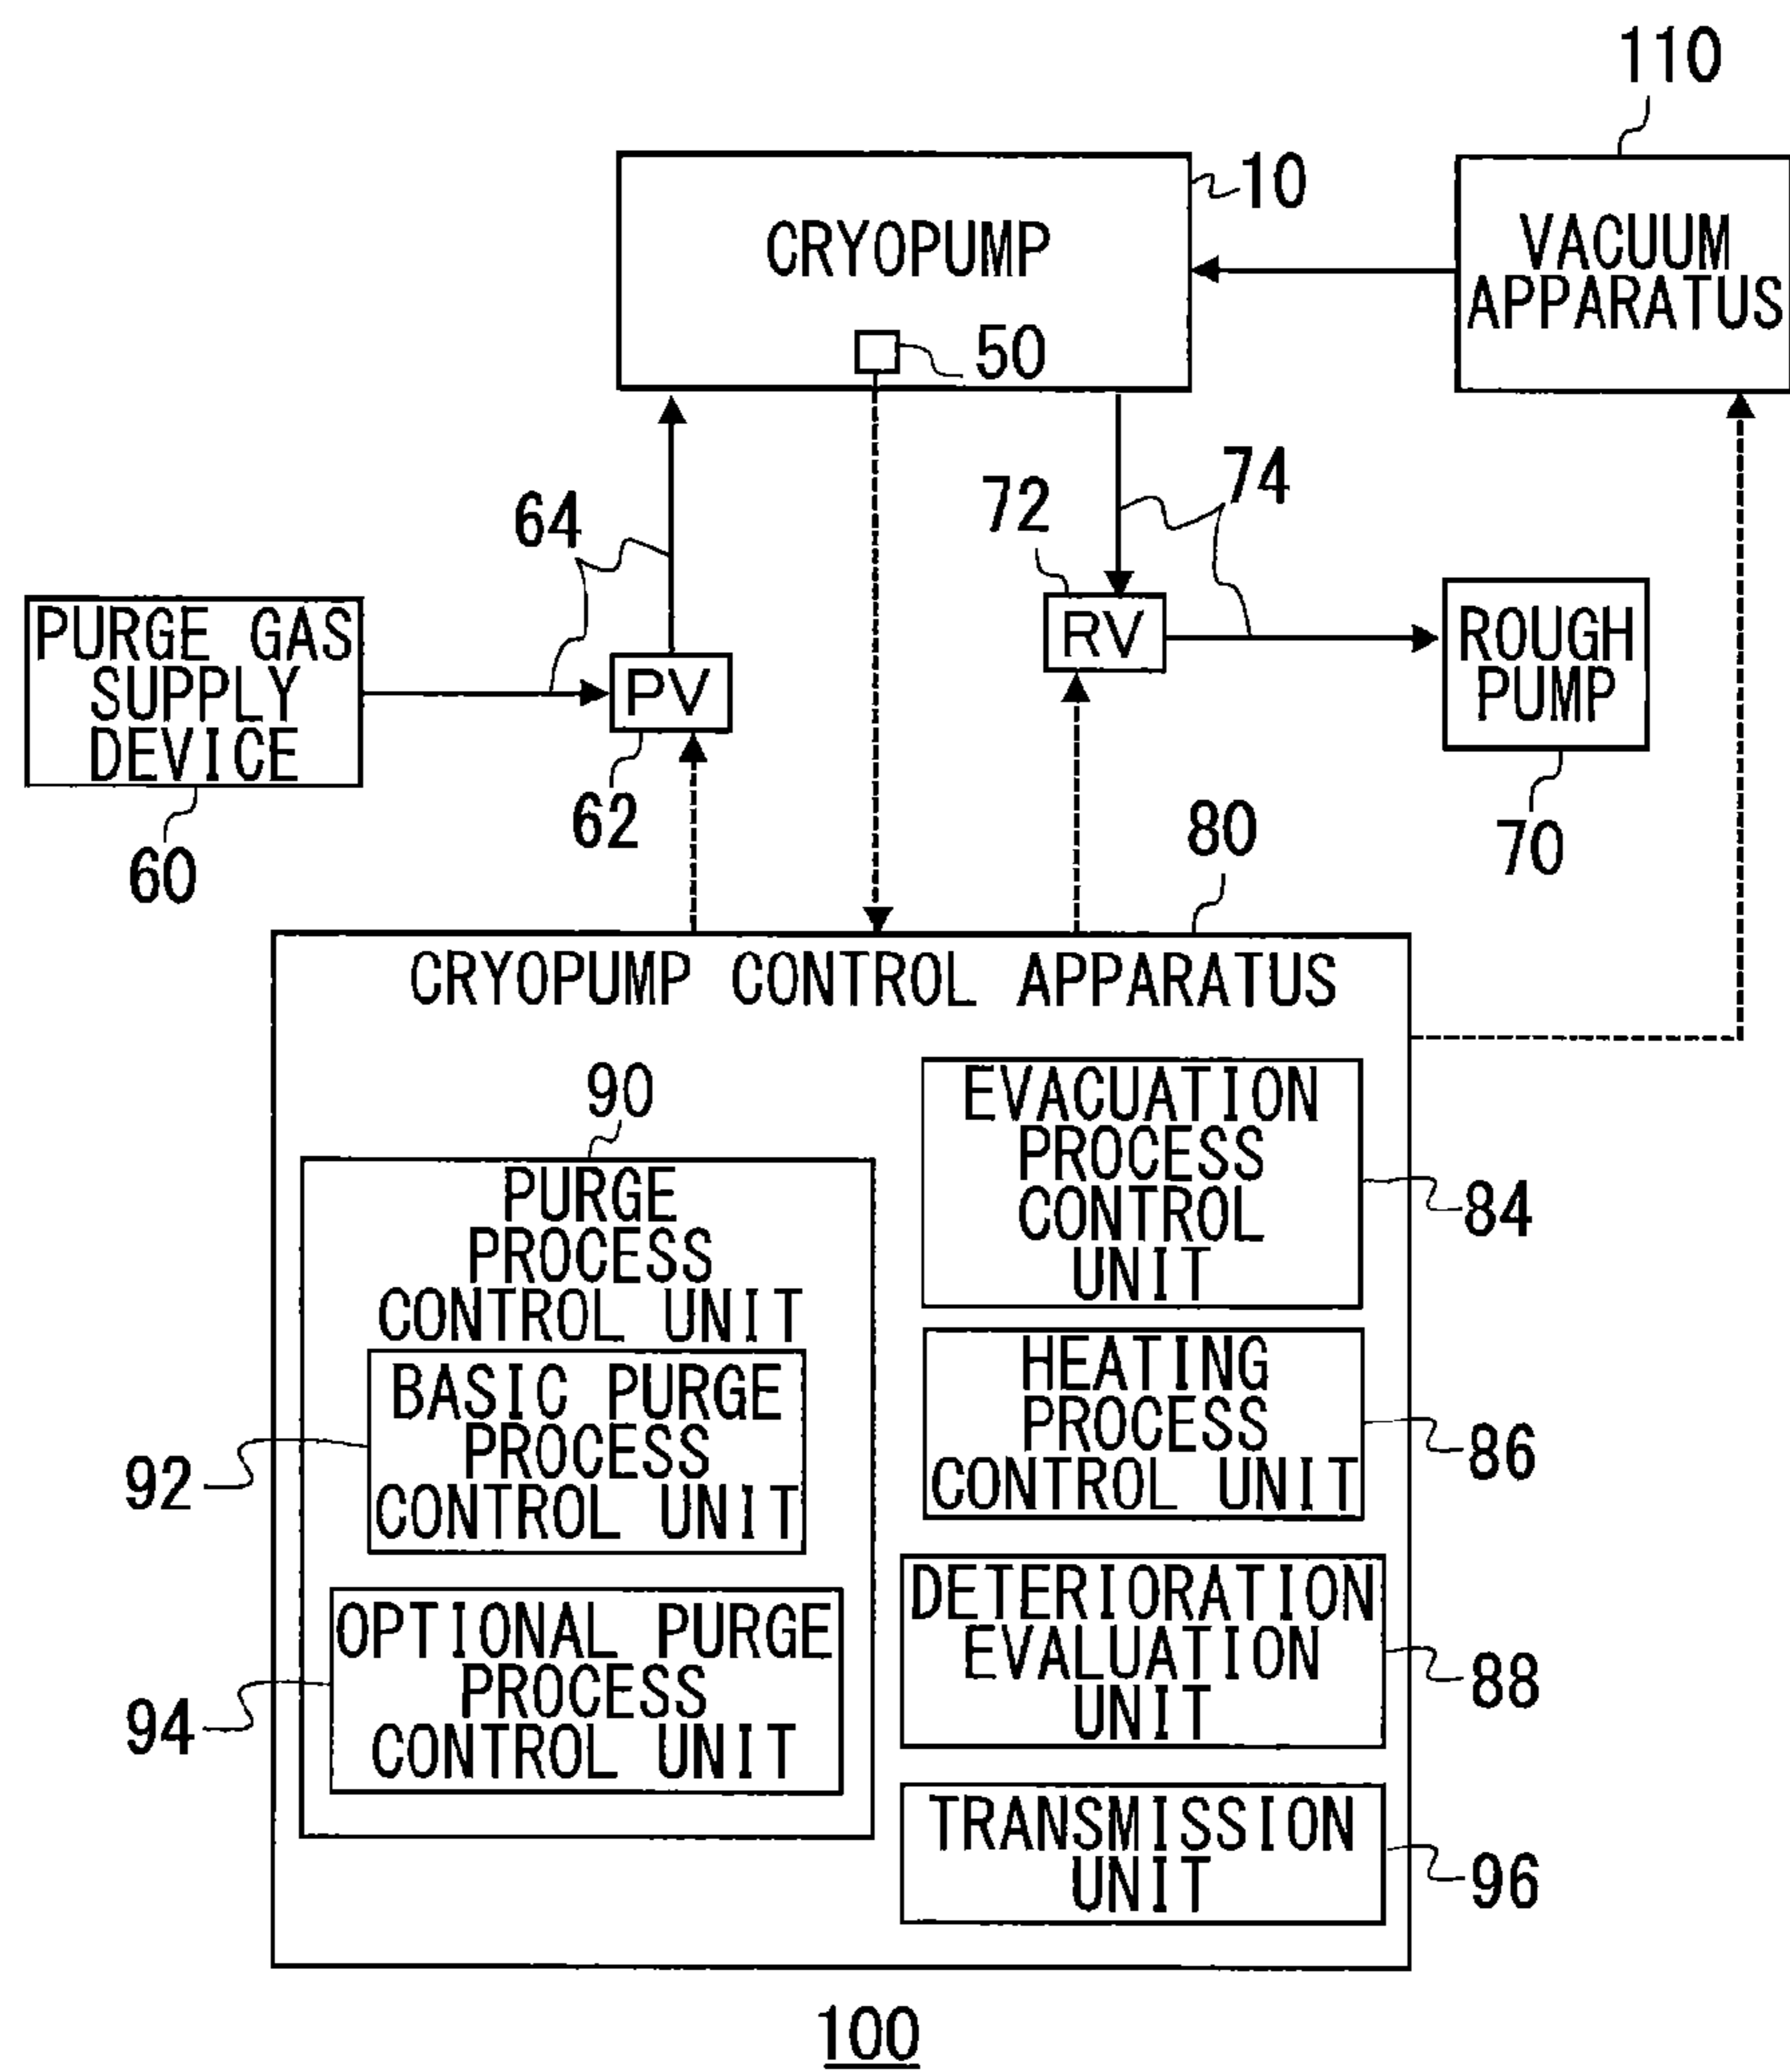 110
10
CRYOPUMP
VACUUM
APPARATUS
50
74
72
64
PURGE GAS
SUPPLY
DEVICE
RV
ROUGH
PUMP
PV
62
80
70
60
CRYOPUMP CONTROL APPARATUS
90
PURGE
PROCESS
CONTROL UNIT
EVACUATION
PROCESS
CONTROL
UNIT
84
BASIC PURGE
PROCESS
CONTROL UNIT
92
HEATING
PROCESS
CONTROL UNIT
86
OPTIONAL PURGE
PROCESS
CONTROL UNIT
94
DETERIORATION
EVALUATION
UNIT
88
TRANSMISSION
UNIT
96
100